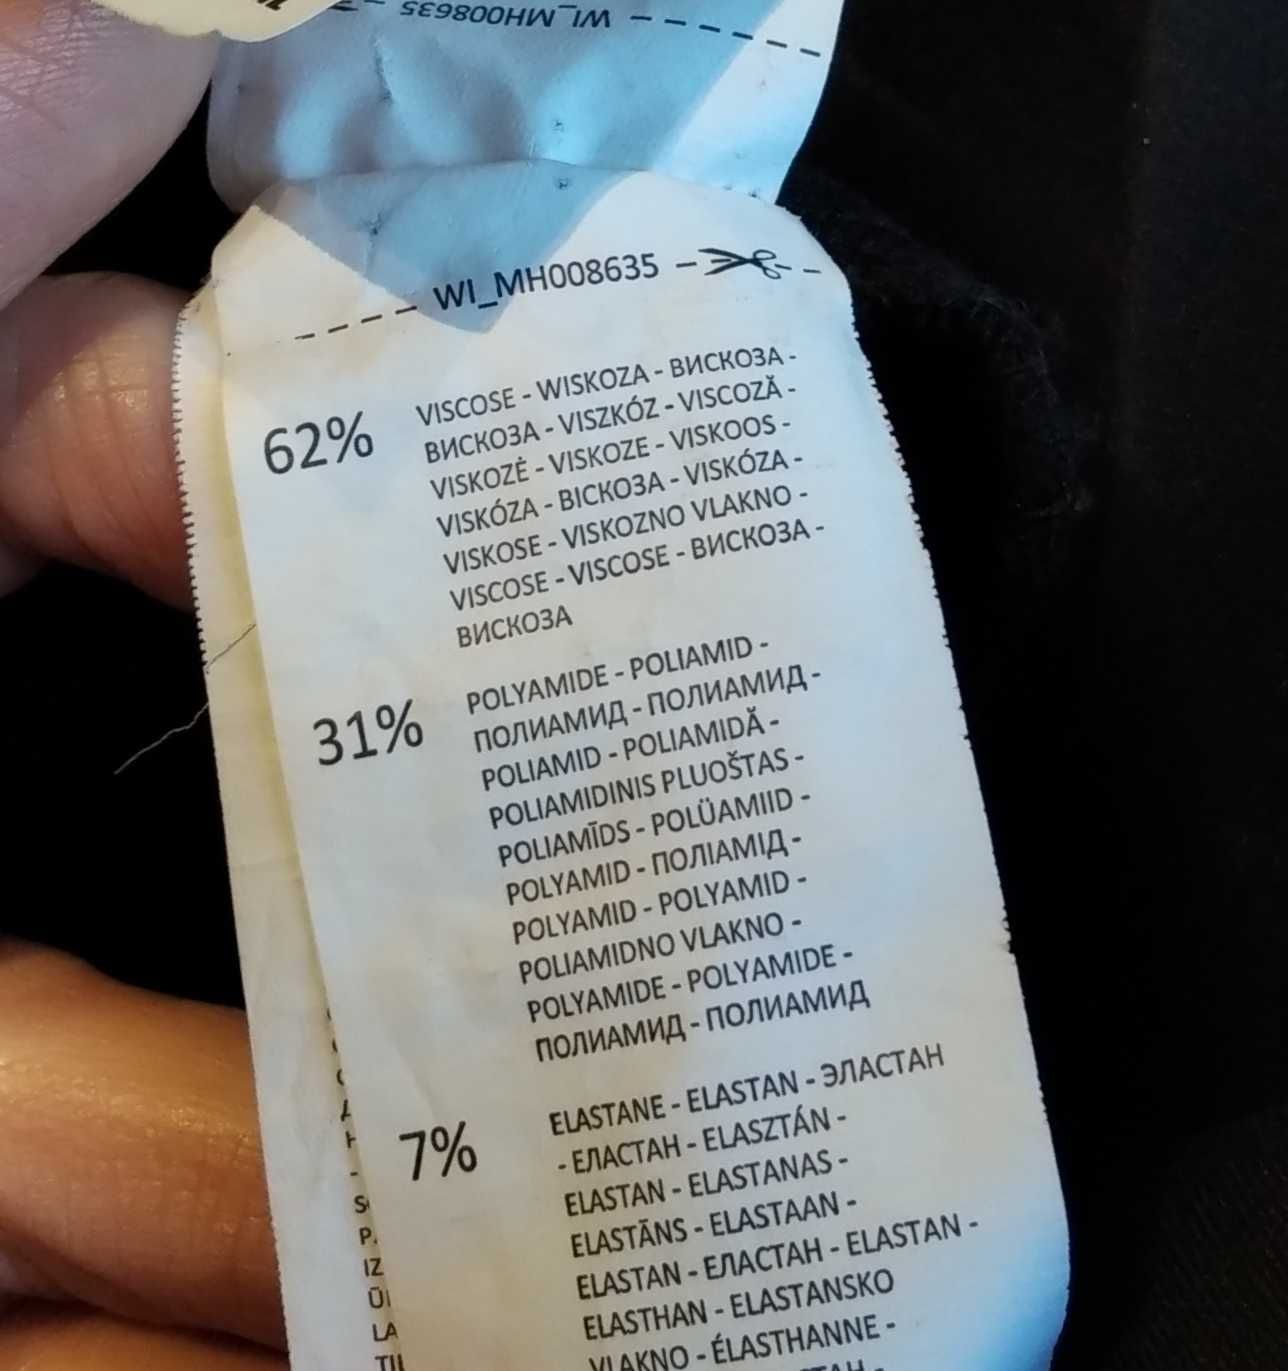 WI_MH008635
WI_MH008635
62%
VISCOSE - WISKOZA - ВИСКОЗА -
ВИСКОЗА - VISZKÓZ - VISCOZĂ -
VISKOZĖ - VISKOZE - VISKOOS -
VISKÓZA - ВІСКОЗА - VISKÓZA -
VISKOSE - VISKOZNO VLAKNO -
VISCOSE - VISCOSE - ВИСКОЗА -
ВИСКОЗА
31%
POLYAMIDE - POLIAMID -
ПОЛИАМИД - ПОЛИАМИД -
POLIAMID - POLIAMIDĂ -
POLIAMIDINIS PLUOŠTAS -
POLIAMĪDS - POLÜAMIID -
POLYAMID - ПОЛІАМІД -
POLYAMID - POLYAMID -
POLIAMIDNO VLAKNO -
POLYAMIDE - POLYAMIDE -
ПОЛИАМИД - ПОЛИАМИД
7%
ELASTANE - ELASTAN - ЭЛАСТАН
- ЕЛАСТАН - ELASZTÁN -
ELASTAN - ELASTANAS -
ELASTĀNS - ELASTAAN -
ELASTAN - ЕЛАСТАН - ELASTAN -
ELASTHAN - ELASTANSKO
VLAKNO - ÉLASTHANNE -